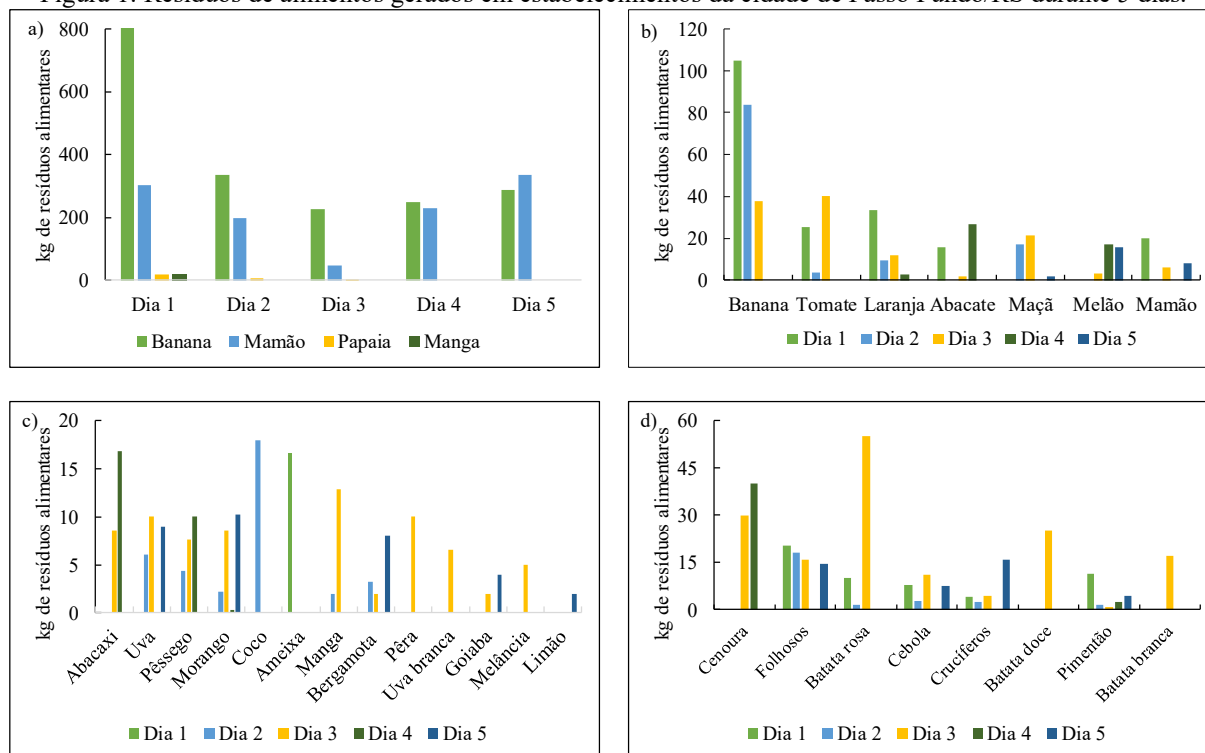 Figura 1: Resíduos de alimentos gerados em estabelecimentos da cidade de Passo Fundo/RS durante 5 dias.
a)
kg de resíduos alimentares
800
600
400
200
0
Dia 1 Dia 2 Dia 3 Dia 4 Dia 5
Banana Mamão Papaia Manga
b)
kg de resíduos alimentares
120
100
80
60
40
20
0
Banana Tomate Laranja Abacate Maçã Melão Mamão
Dia 1 Dia 2 Dia 3 Dia 4 Dia 5
c)
kg de resíduos alimentares
20
15
10
5
0
Abacaxi Uva Pêssego Morango Coco Ameixa Manga Bergamota Pêra Uva branca Goiaba Melância Limão
Dia 1 Dia 2 Dia 3 Dia 4 Dia 5
d)
kg de resíduos alimentares
60
45
30
15
0
Cenoura Folhosos Batata rosa Cebola Crucíferos Batata doce Pimentão Batata branca
Dia 1 Dia 2 Dia 3 Dia 4 Dia 5